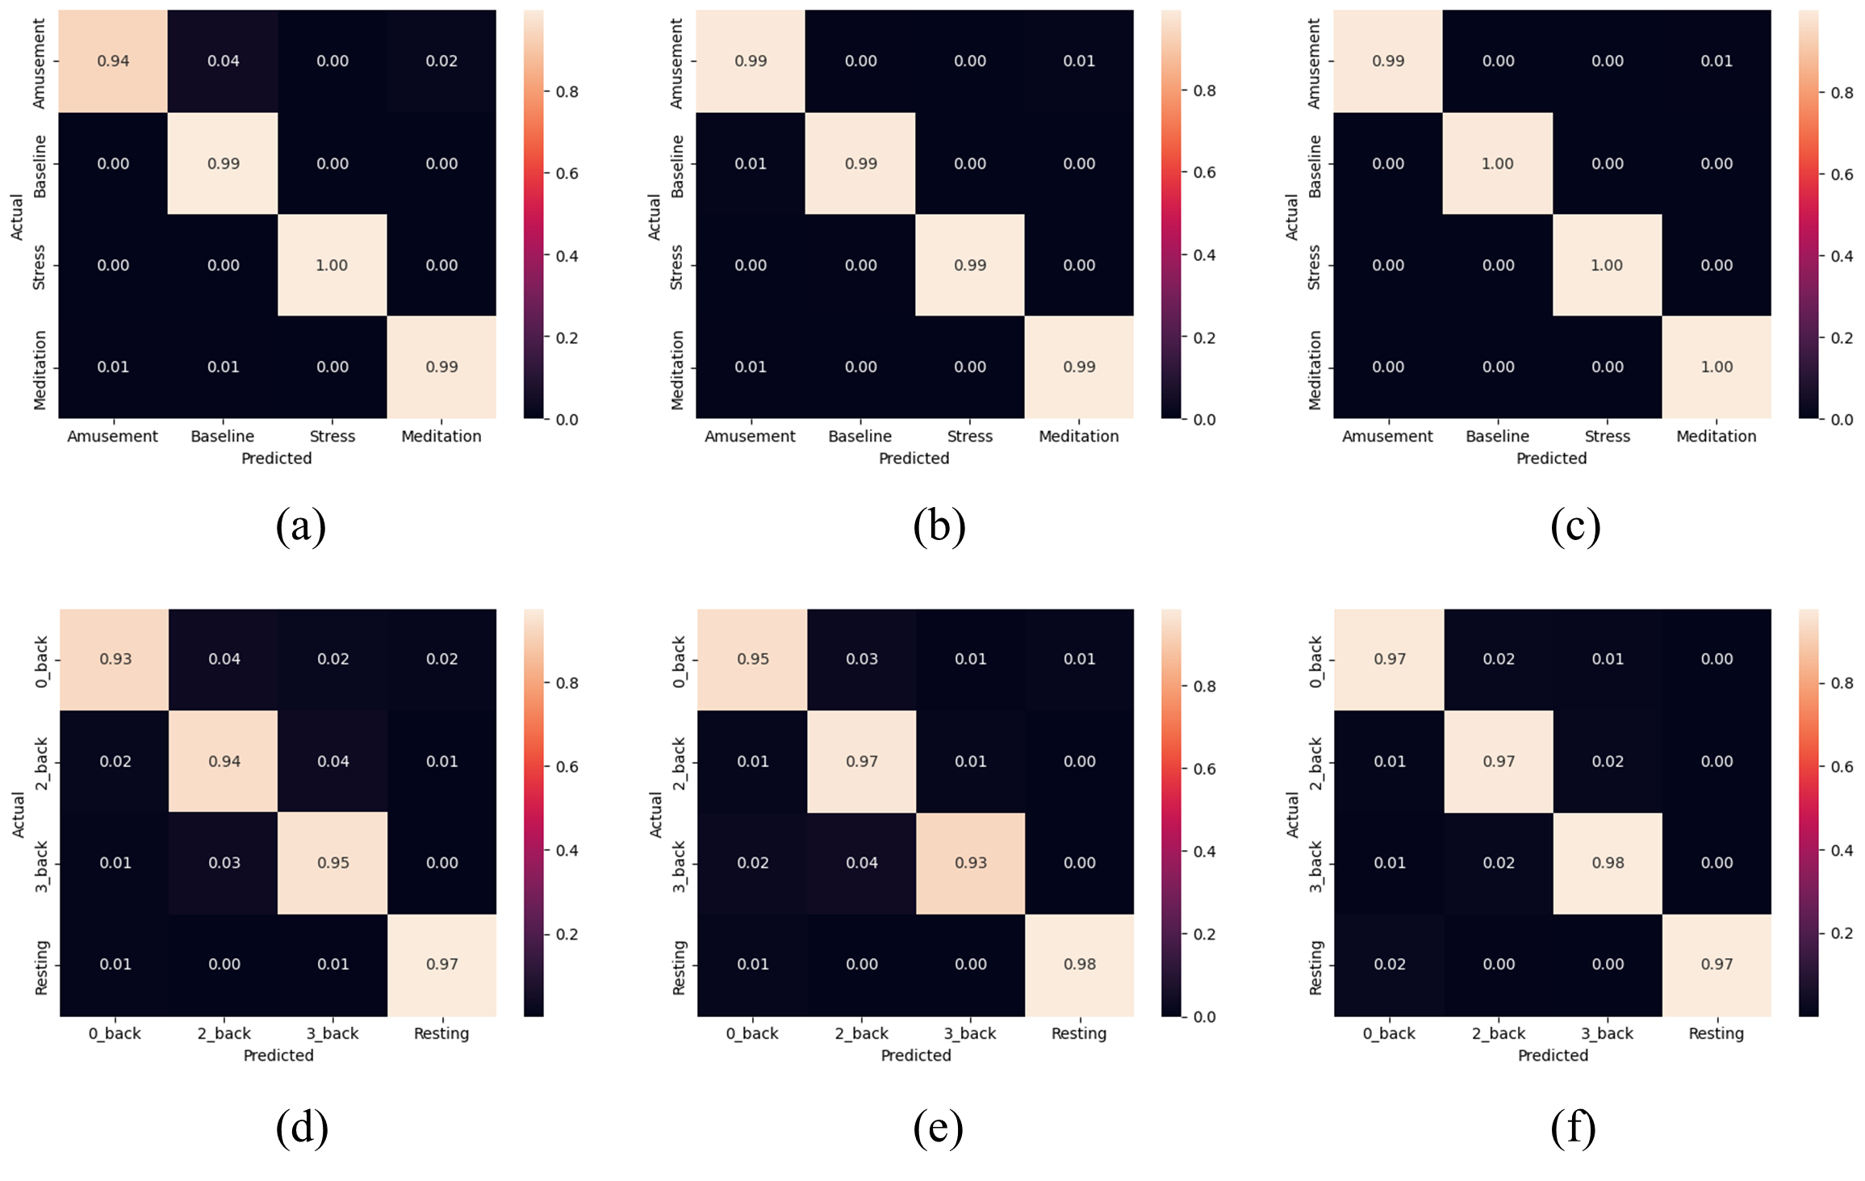 Amusement 0.94 0.04 0.00 0.02
Baseline 0.00 0.99 0.00 0.00
Stress 0.00 0.00 1.00 0.00
Meditation 0.01 0.01 0.00 0.99
Actual
Amusement Baseline Stress Meditation
Predicted
0.8
0.6
0.4
0.2
0.0
(a)
Amusement 0.99 0.00 0.00 0.01
Baseline 0.01 0.99 0.00 0.00
Stress 0.00 0.00 0.99 0.00
Meditation 0.01 0.00 0.00 0.99
Actual
Amusement Baseline Stress Meditation
Predicted
0.8
0.6
0.4
0.2
0.0
(b)
Amusement 0.99 0.00 0.00 0.01
Baseline 0.00 1.00 0.00 0.00
Stress 0.00 0.00 1.00 0.00
Meditation 0.00 0.00 0.00 1.00
Actual
Amusement Baseline Stress Meditation
Predicted
0.8
0.6
0.4
0.2
0.0
(c)
0_back 0.93 0.04 0.02 0.02
2_back 0.02 0.94 0.04 0.01
3_back 0.01 0.03 0.95 0.00
Resting 0.01 0.00 0.01 0.97
Actual
0_back 2_back 3_back Resting
Predicted
0.8
0.6
0.4
0.2
(d)
0_back 0.95 0.03 0.01 0.01
2_back 0.01 0.97 0.01 0.00
3_back 0.02 0.04 0.93 0.00
Resting 0.01 0.00 0.00 0.98
Actual
0_back 2_back 3_back Resting
Predicted
0.8
0.6
0.4
0.2
0.0
(e)
0_back 0.97 0.02 0.01 0.00
2_back 0.01 0.97 0.02 0.00
3_back 0.01 0.02 0.98 0.00
Resting 0.02 0.00 0.00 0.97
Actual
0_back 2_back 3_back Resting
Predicted
0.8
0.6
0.4
0.2
(f)